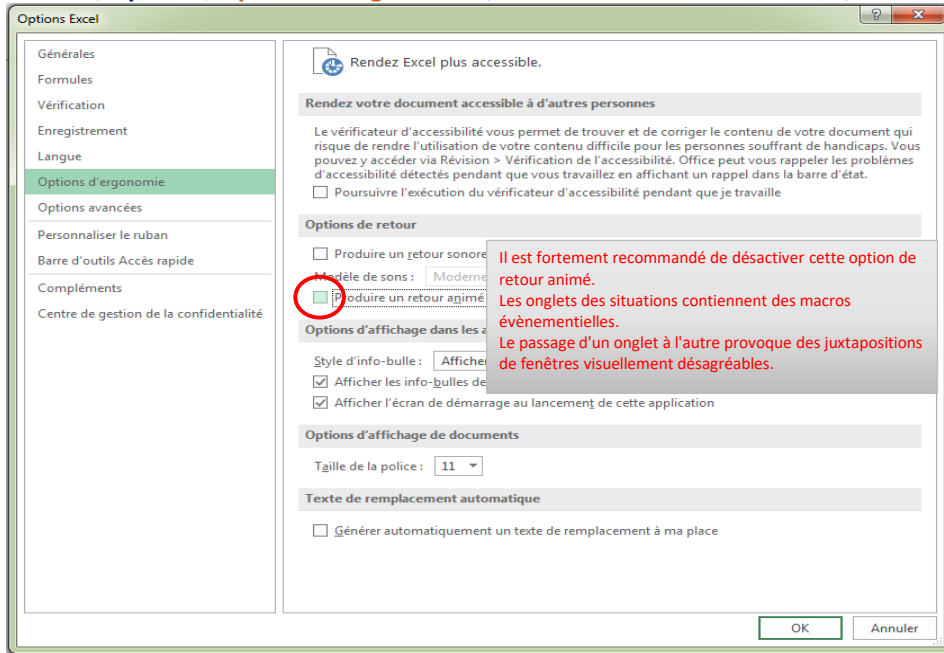 Options Excel
Générales
Formules
Vérification
Enregistrement
Langue
Options d'ergonomie
Options avancées
Personnaliser le ruban
Barre d'outils Accès rapide
Compléments
Centre de gestion de la confidentialité
Rendez Excel plus accessible.
Rendez votre document accessible à d'autres personnes
Le vérificateur d'accessibilité vous permet de trouver et de corriger le contenu de votre document qui
risque de rendre l'utilisation de votre contenu difficile pour les personnes souffrant de handicaps. Vous
pouvez y accéder via Révision > Vérification de l'accessibilité. Office peut vous rappeler les problèmes
d'accessibilité détectés pendant que vous travaillez en affichant un rappel dans la barre d'état.
Poursuivre l'exécution du vérificateur d'accessibilité pendant que je travaille
Options de retour
Produire un retour sonore
Modèle de sons : Moderne
Produire un retour animé
Il est fortement recommandé de désactiver cette option de
retour animé.
Les onglets des situations contiennent des macros
évènementielles.
Le passage d'un onglet à l'autre provoque des juxtapositions
de fenêtres visuellement désagréables.
Options d'affichage dans les a
Style d'info-bulle : Afficher
Afficher les info-bulles de
Afficher l'écran de démarrage au lancement de cette application
Options d'affichage de documents
Taille de la police : 11
Texte de remplacement automatique
Générer automatiquement un texte de remplacement à ma place
OK Annuler